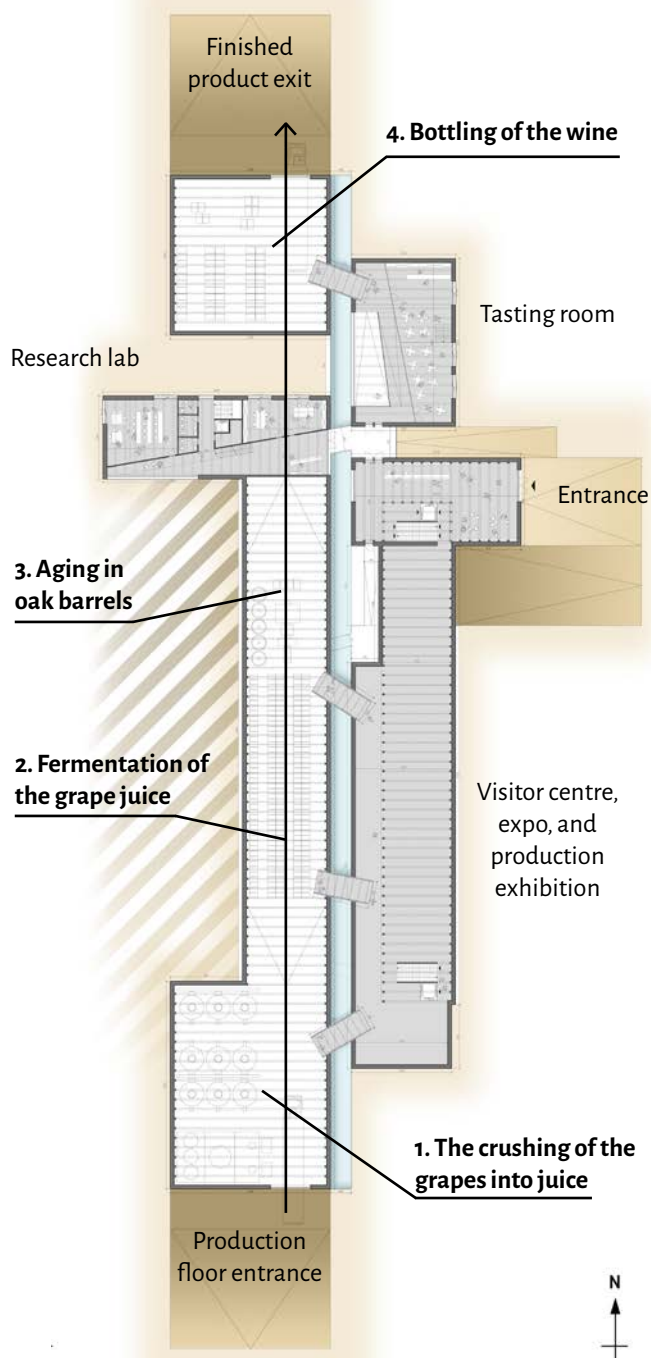 Finished
product exit
4. Bottling of the wine
Tasting room
Research lab
Entrance
3. Aging in
oak barrels
2. Fermentation of
the grape juice
Visitor centre,
expo, and
production
exhibition
1. The crushing of the
grapes into juice
Production
floor entrance
N